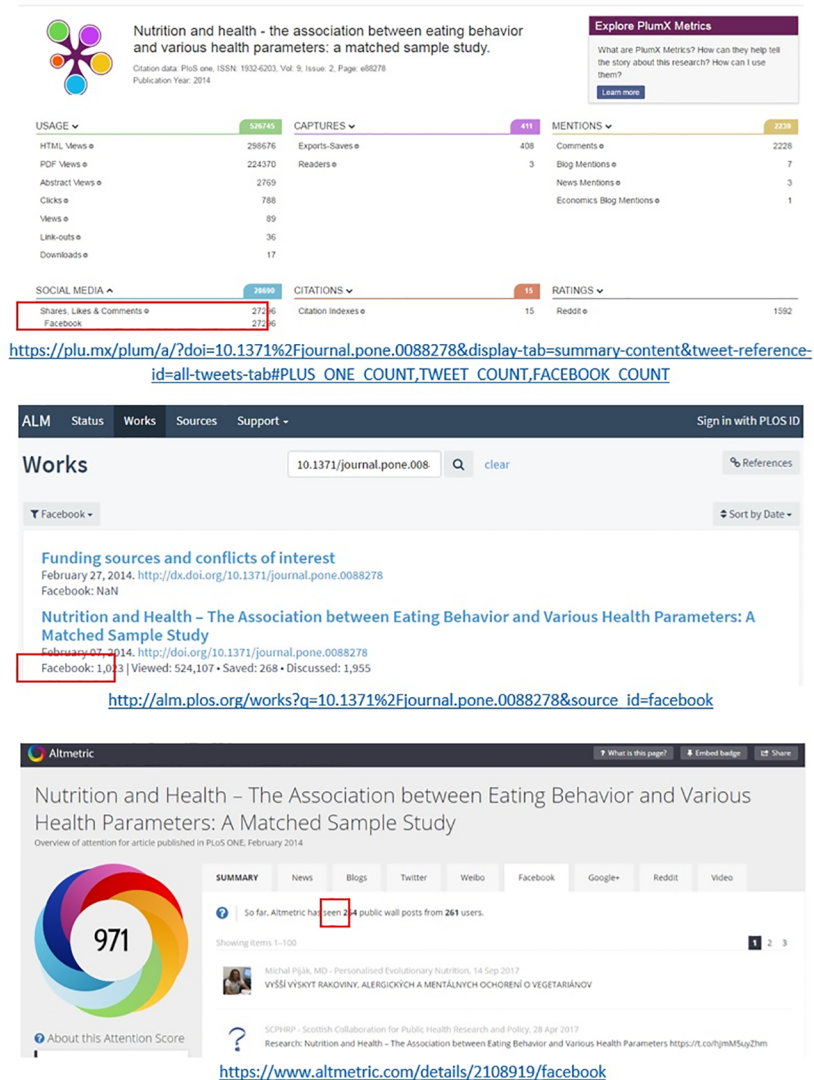 Nutrition and health - the association between eating behavior
and various health parameters: a matched sample study.
Citation data: PloS one, ISSN: 1932-6203, Vol: 9, Issue: 2, Page: e88278
Publication Year: 2014
Explore PlumX Metrics
What are PlumX Metrics? How can they help tell
the story about this research? How can I use
them?
Learn more
USAGE 526745
HTML Views 298676
PDF Views 224370
Abstract Views 2769
Clicks 788
Views 89
Link-outs 36
Downloads 17
CAPTURES 411
Exports-Saves 408
Readers 3
MENTIONS 2239
Comments 2228
Blog Mentions 7
News Mentions 3
Economics Blog Mentions 1
SOCIAL MEDIA
Shares, Likes & Comments 27296
Facebook 27296
CITATIONS 15
Citation Indexes 15
RATINGS
Reddit 1592
https://plu.mx/plum/a/?doi=10.1371%2Fjournal.pone.0088278&display-tab=summary-content&tweet-reference-
id=all-tweets-tab#PLUS_ONE_COUNT,TWEET_COUNT,FACEBOOK_COUNT
ALM Status Works Sources Support Sign in with PLOS ID
Works 10.1371/journal.pone.008 clear References
Facebook Sort by Date
Funding sources and conflicts of interest
February 27, 2014. http://dx.doi.org/10.1371/journal.pone.0088278
Facebook: NaN
Nutrition and Health – The Association between Eating Behavior and Various Health Parameters: A
Matched Sample Study
February 07, 2014. http://doi.org/10.1371/journal.pone.0088278
Facebook: 1,023 | Viewed: 524,107 • Saved: 268 • Discussed: 1,955
http://alm.plos.org/works?q=10.1371%2Fjournal.pone.0088278&source_id=facebook
Altmetric ? What is this page? Embed badge Share
Nutrition and Health – The Association between Eating Behavior and Various
Health Parameters: A Matched Sample Study
Overview of attention for article published in PLoS ONE, February 2014
971
SUMMARY News Blogs Twitter Weibo Facebook Google+ Reddit Video
? So far, Altmetric has seen 264 public wall posts from 261 users.
Showing items 1–100 1 2 3
Michal Piják, MD - Personalised Evolutionary Nutrition, 14 Sep 2017
VYŠŠÍ VÝSKYT RAKOVINY, ALERGICKÝCH A MENTÁLNYCH OCHORENÍ O VEGETARIÁNOV
? SCPHRP - Scottish Collaboration for Public Health Research and Policy, 28 Apr 2017
Research: Nutrition and Health – The Association between Eating Behavior and Various Health Parameters https://t.co/hjmM5uyZhm
? About this Attention Score
https://www.altmetric.com/details/2108919/facebook